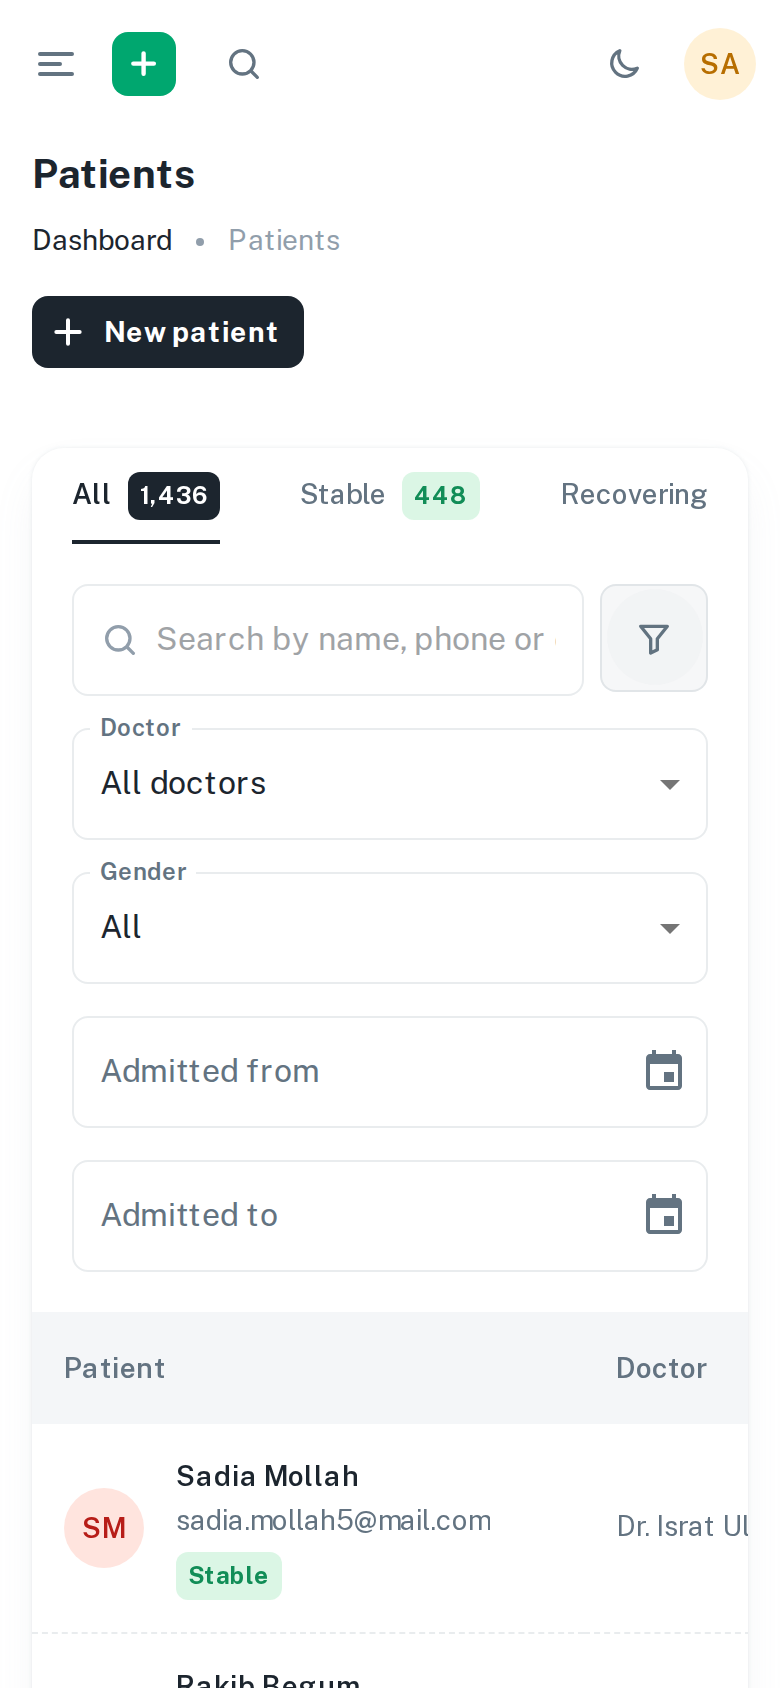 SA
Patients
Dashboard • Patients
New patient
All 1,436 Stable 448 Recovering
Search by name, phone or
Doctor
All doctors
Gender
All
Admitted from
Admitted to
Patient Doctor
Sadia Mollah
SM sadia.mollah5@mail.com Dr. Israt
Stable
Rakib Begum